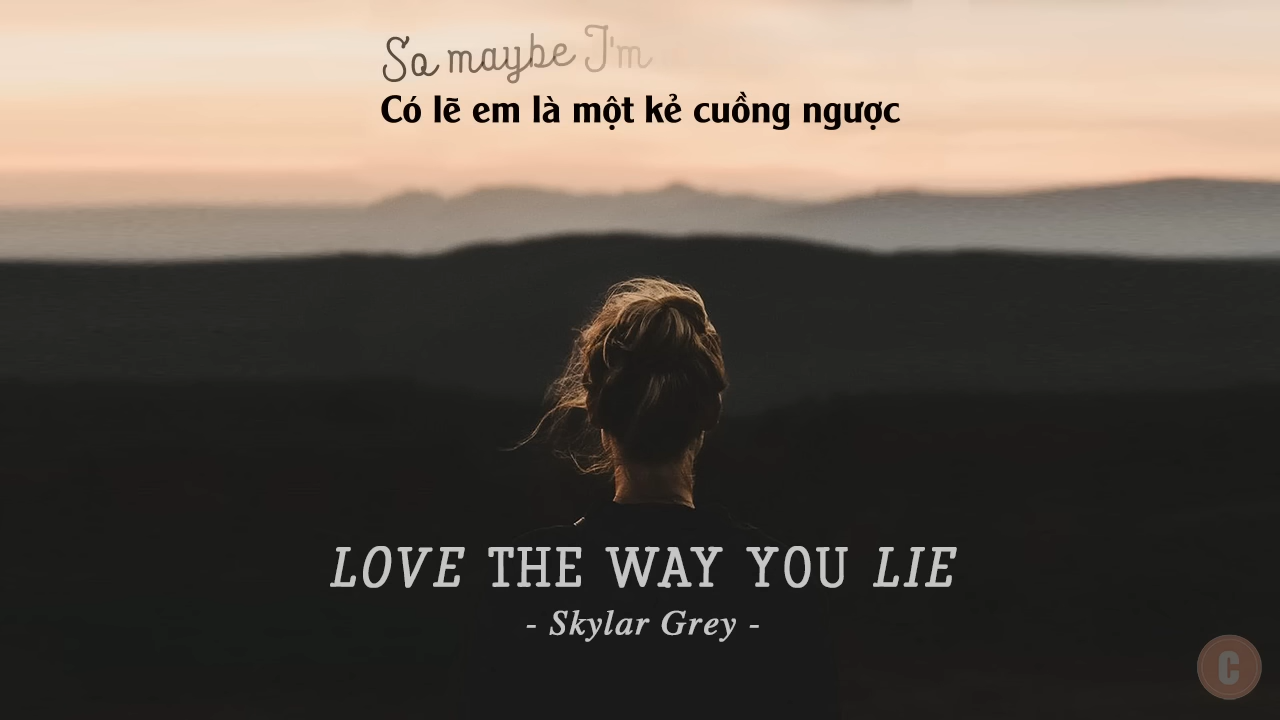 So maybe I'm
Có lẽ em là một kẻ cuồng ngược
LOVE THE WAY YOU LIE
- Skylar Grey -
C